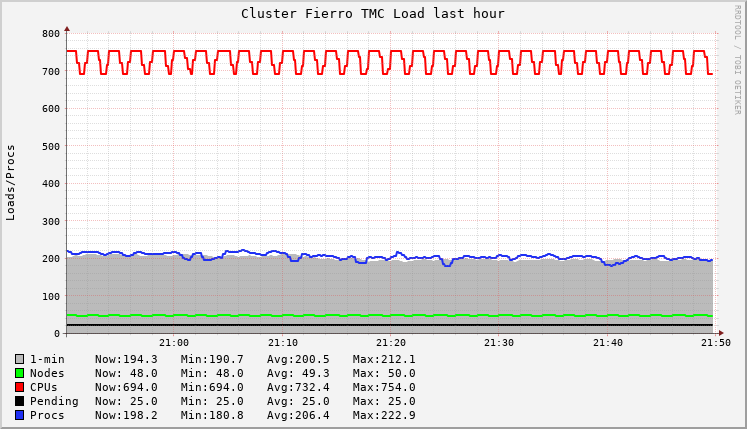 Cluster Fierro TMC Load last hour
RRDTOOL / TOBI OETIKER
Loads/Procs
800
700
600
500
400
300
200
100
0
21:00 21:10 21:20 21:30 21:40 21:50
1-min Now:194.3 Min:190.7 Avg:200.5 Max:212.1
Nodes Now: 48.0 Min: 48.0 Avg: 49.3 Max: 50.0
CPUs Now:694.0 Min:694.0 Avg:732.4 Max:754.0
Pending Now: 25.0 Min: 25.0 Avg: 25.0 Max: 25.0
Procs Now:198.2 Min:180.8 Avg:206.4 Max:222.9